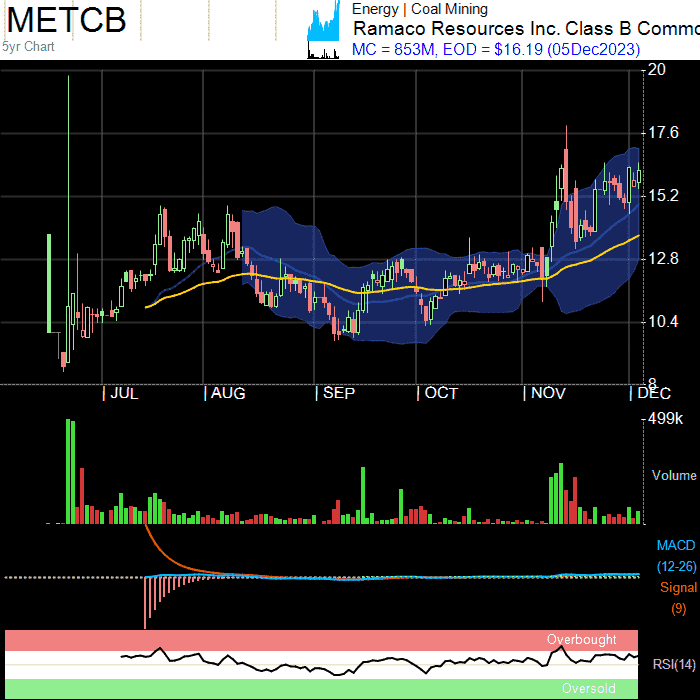 METCB
5yr Chart
Energy | Coal Mining
Ramaco Resources Inc. Class B Commo
MC = 853M, EOD = $16.19 (05Dec2023)
20
17.6
15.2
12.8
10.4
8
| JUL | AUG | SEP | OCT | NOV | DEC
499k
Volume
MACD
(12-26)
Signal
(9)
Overbought
RSI(14)
Oversold